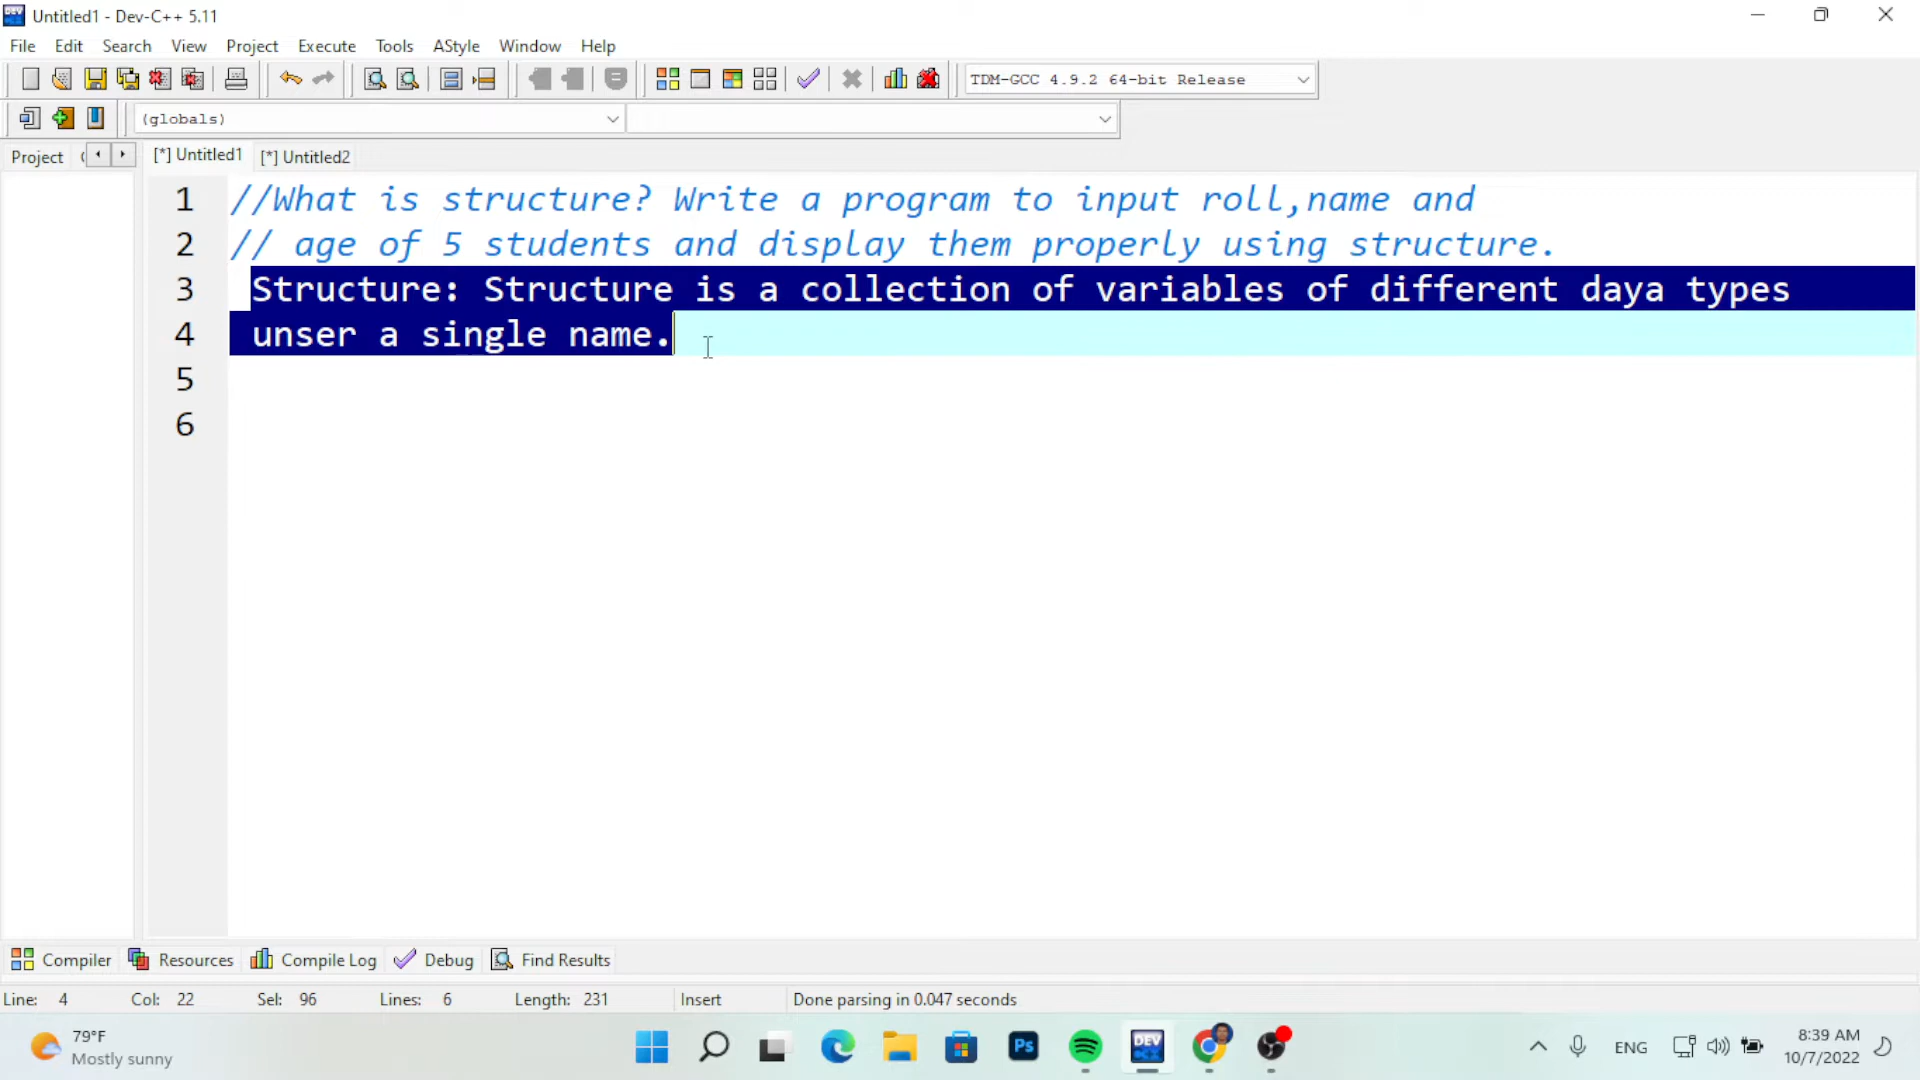 Untitled1 - Dev-C++ 5.11
File Edit Search View Project Execute Tools AStyle Window Help
TDM-GCC 4.9.2 64-bit Release
(globals)
Project [*] Untitled1 [*] Untitled2
1 //What is structure? Write a program to input roll,name and
2 // age of 5 students and display them properly using structure.
3 Structure: Structure is a collection of variables of different daya types
4 unser a single name.
5
6
Compiler Resources Compile Log Debug Find Results
Line: 4 Col: 22 Sel: 96 Lines: 6 Length: 231 Insert Done parsing in 0.047 seconds
79°F
Mostly sunny
Ps
DEV
ENG
8:39 AM
10/7/2022